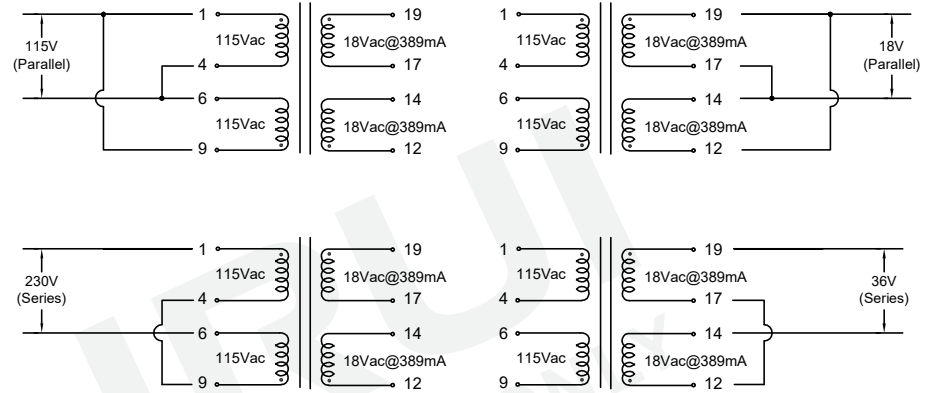 1 19 1 19
115V (Parallel) 115Vac 18Vac@389mA 115Vac 18Vac@389mA 18V (Parallel)
4 17 4 17
6 14 6 14
115Vac 18Vac@389mA 115Vac 18Vac@389mA
9 12 9 12
1 19 1 19
230V (Series) 115Vac 18Vac@389mA 115Vac 18Vac@389mA 36V (Series)
4 17 4 17
6 14 6 14
115Vac 18Vac@389mA 115Vac 18Vac@389mA
9 12 9 12
IRUI